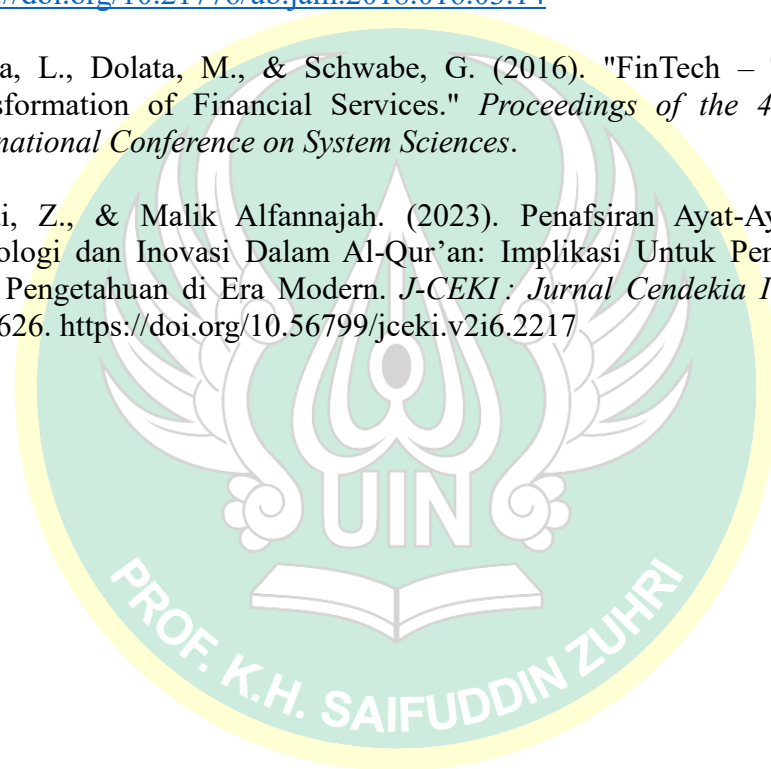 //doi.org/10.21776/ub.jam.2018.016.03.14
a, L., Dolata, M., & Schwabe, G. (2016). "FinTech –
sformation of Financial Services." Proceedings of the 4
national Conference on System Sciences.
i, Z., & Malik Alfannajah. (2023). Penafsiran Ayat-Ay
ologi dan Inovasi Dalam Al-Qur’an: Implikasi Untuk Pen
Pengetahuan di Era Modern. J-CEKI : Jurnal Cendekia I
626. https://doi.org/10.56799/jceki.v2i6.2217
UIN
PROF. K.H. SAIFUDDIN ZUHRI